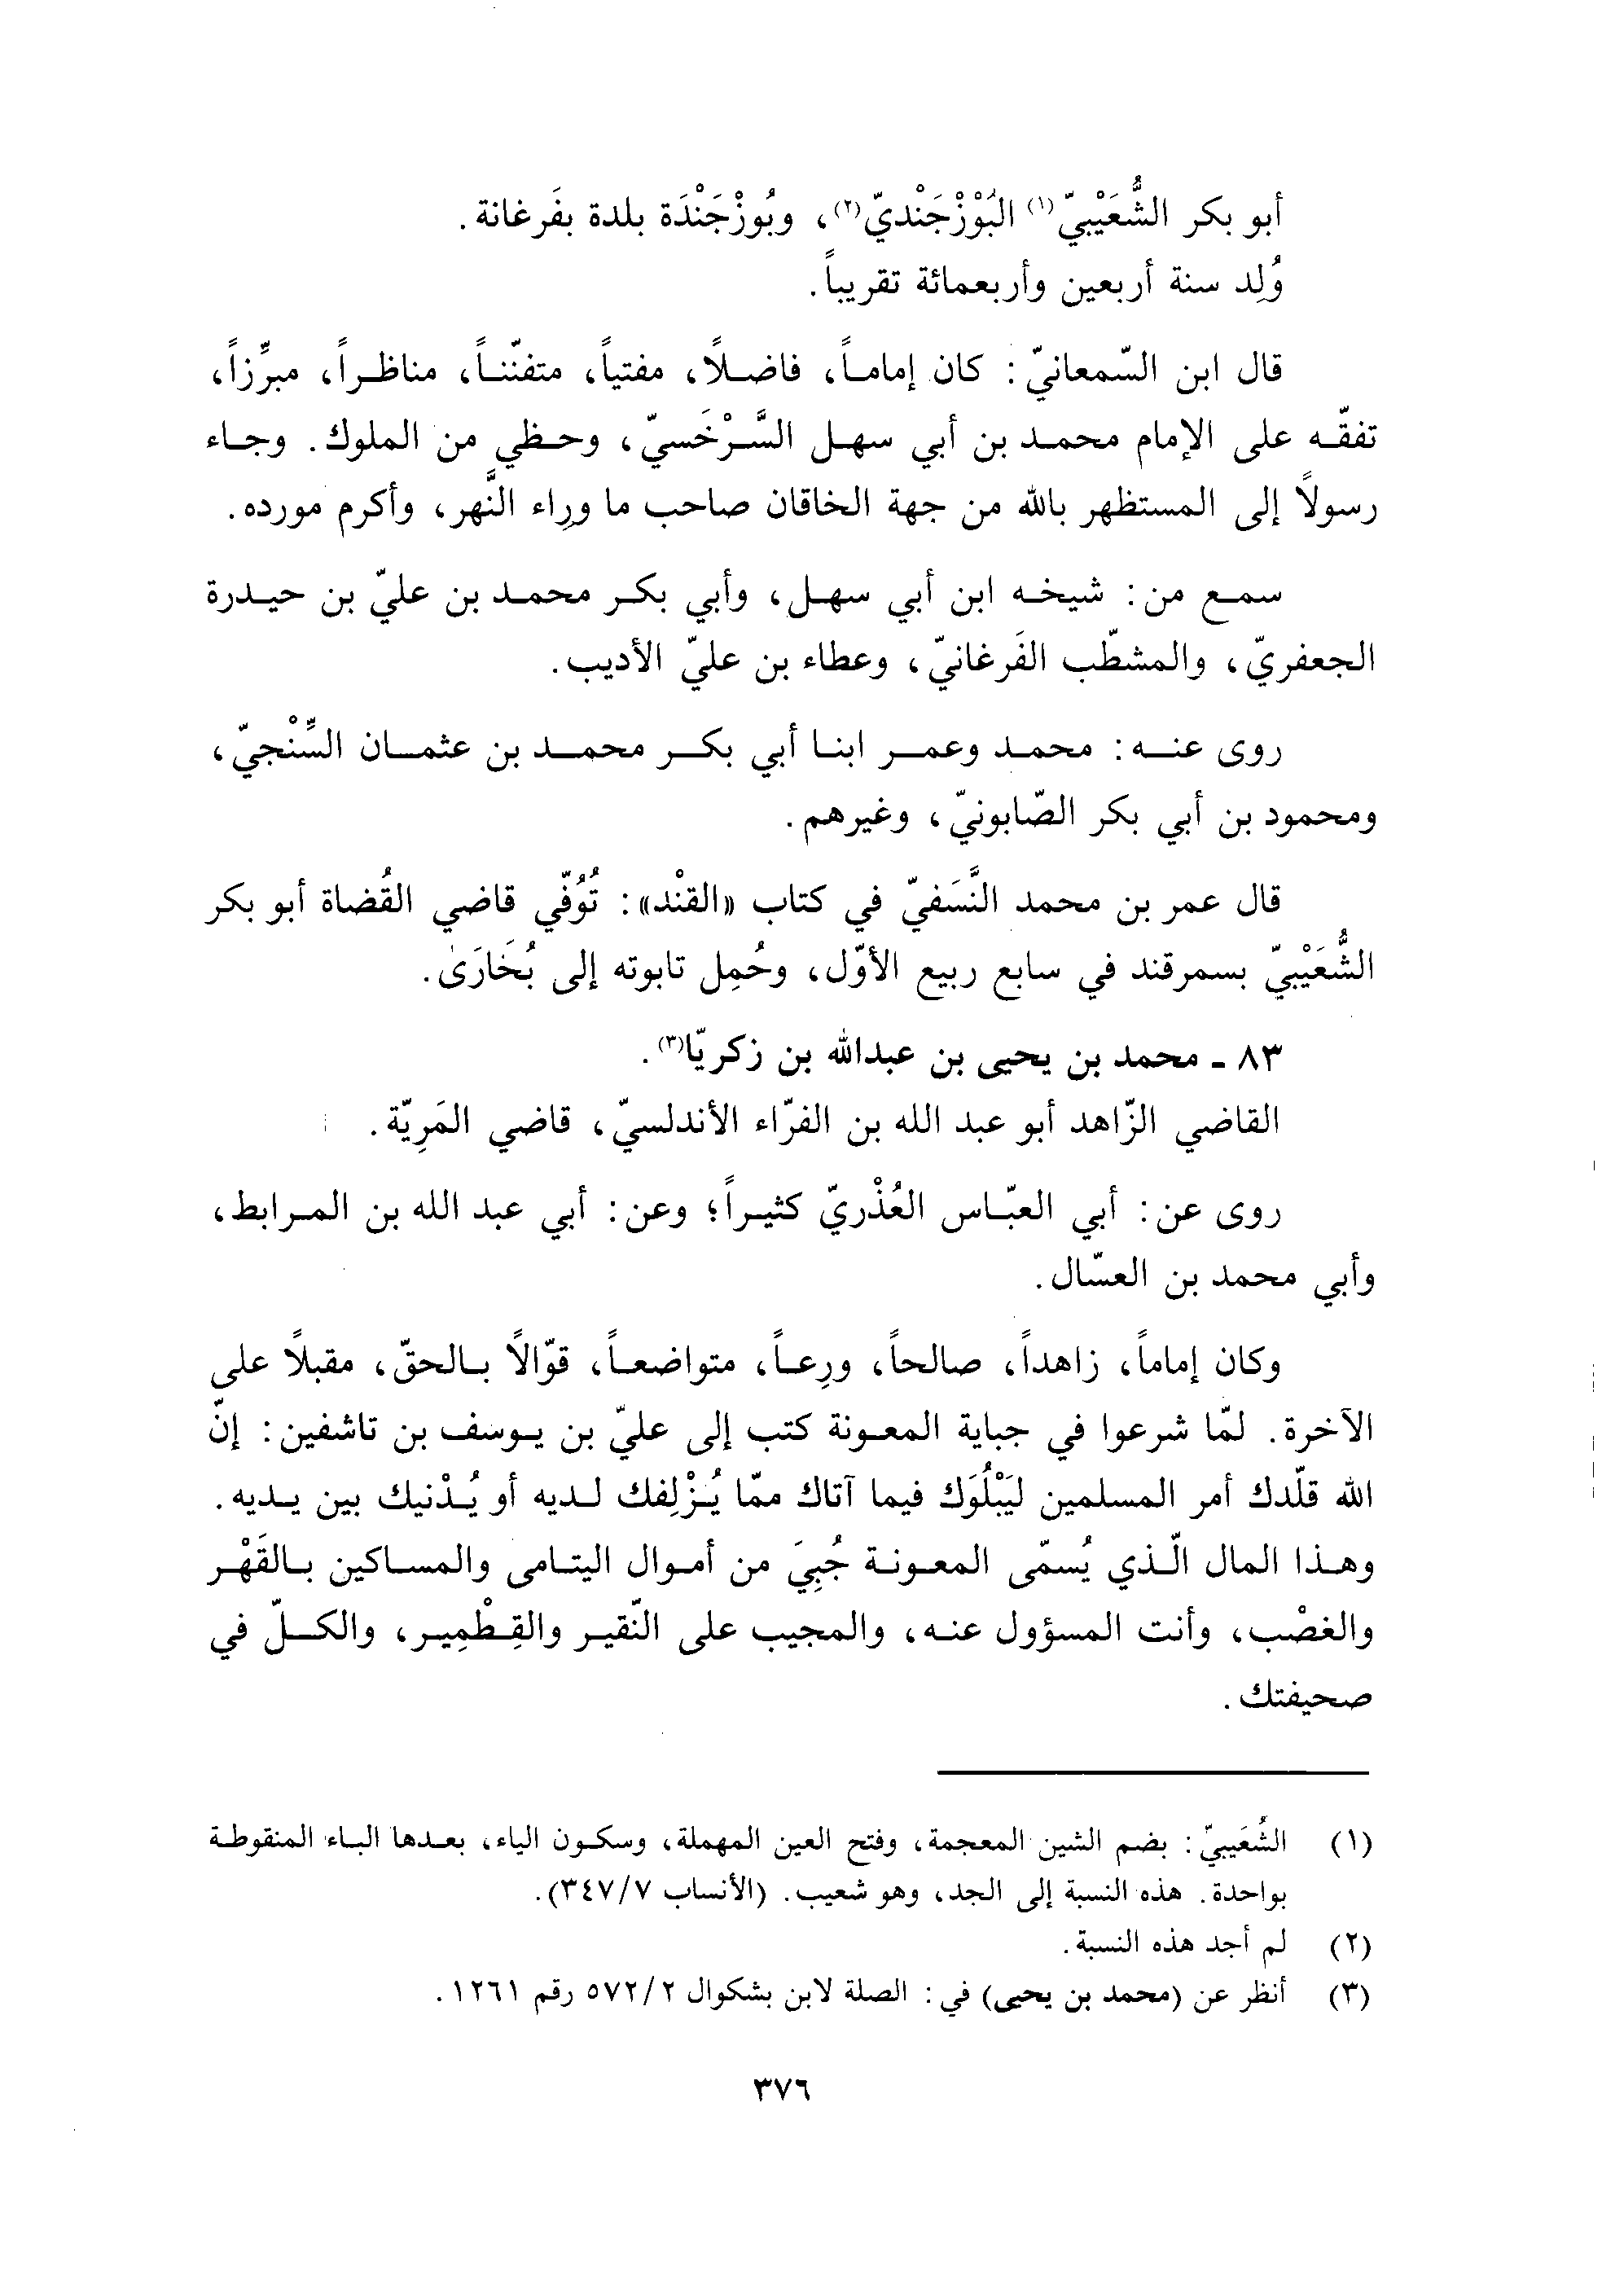 أبو بكر الشُّعَيْبيّ(١) البُوْزْجَنْديّ(٢)، وبُوزْجَنْدَة بلدة بفَرغانة.
وُلِد سنة أربعين وأربعمائة تقريباً.
قال ابن السّمعانيّ: كان إماماً، فاضلاً، مفتياً، متفنّناً، مناظراً، مبرِّزاً،
تفقّه على الإمام محمد بن أبي سهل السَّرْخَسيّ، وحظي من الملوك. وجاء
رسولاً إلى المستظهر بالله من جهة الخاقان صاحب ما وراء النَّهر، وأكرم مورده.
سمع من: شيخه ابن أبي سهل، وأبي بكر محمد بن عليّ بن حيدرة
الجعفريّ، والمشطّب الفَرغانيّ، وعطاء بن عليّ الأديب.
روى عنه: محمد وعمر ابنا أبي بكر محمد بن عثمان السِّنْجيّ،
ومحمود بن أبي بكر الصّابونيّ، وغيرهم.
قال عمر بن محمد النَّسَفيّ في كتاب «القنْد»: تُوُفّي قاضي القُضاة أبو بكر
الشُّعَيْبيّ بسمرقند في سابع ربيع الأوّل، وحُمِل تابوته إلى بُخَارَىٰ.
٨٣ ـ محمد بن يحيى بن عبدالله بن زكريّا(٣).
القاضي الزّاهد أبو عبد الله بن الفرّاء الأندلسيّ، قاضي المَرِيّة.
روى عن: أبي العبّاس العُذْريّ كثيراً؛ وعن: أبي عبد الله بن المرابط،
وأبي محمد بن العسّال.
وكان إماماً، زاهداً، صالحاً، ورِعاً، متواضعاً، قوّالاً بالحقّ، مقبلاً على
الآخرة. لمّا شرعوا في جباية المعونة كتب إلى عليّ بن يوسف بن تاشفين: إنّ
الله قلّدك أمر المسلمين ليَبْلُوَك فيما آتاك ممّا يُزْلِفك لديه أو يُدْنيك بين يديه.
وهذا المال الّذي يُسمّى المعونة جُبِيَ من أموال اليتامى والمساكين بالقَهْر
والغصْب، وأنت المسؤول عنه، والمجيب على النّقير والقِطْمِير، والكلّ في
صحيفتك.
(١) الشُعَيبيّ: بضم الشين المعجمة، وفتح العين المهملة، وسكون الياء، بعدها الباء المنقوطة
بواحدة. هذه النسبة إلى الجد، وهو شعيب. (الأنساب ٣٤٧/٧).
(٢) لم أجد هذه النسبة.
(٣) أنظر عن (محمد بن يحيى) في: الصلة لابن بشكوال ٥٧٢/٢ رقم ١٢٦١.
٣٧٦